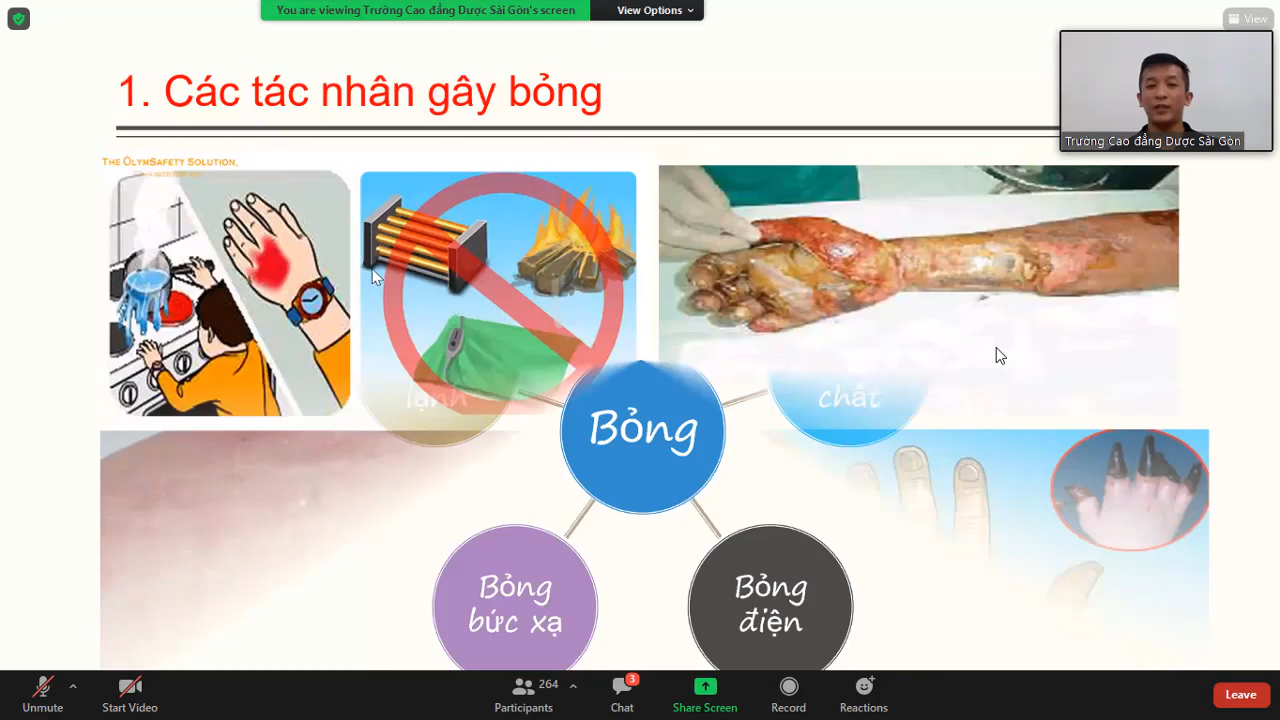 You are viewing Trường Cao đẳng Dược Sài Gòn's screen
View Options
View
1. Các tác nhân gây bỏng
Trường Cao đẳng Dược Sài Gòn
THE OLYMSAFETY SOLUTION,
lạnh
Bỏng
chất
Bỏng
bức xạ
Bỏng
điện
Unmute
Start Video
264
Participants
3
Chat
Share Screen
Record
Reactions
Leave